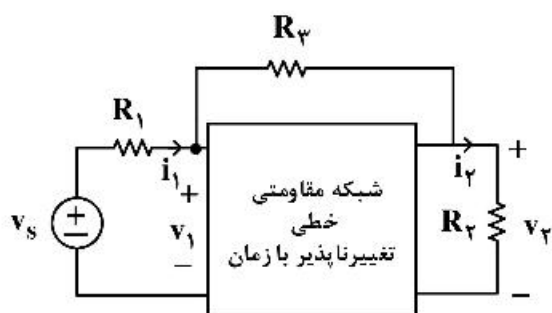 R۳
R۱
i۱
i۲
+
+
+
−
vs
v۱
−
شبکه مقاومتی
خطی
تغییرناپذیر با زمان
R۲
v۲
−